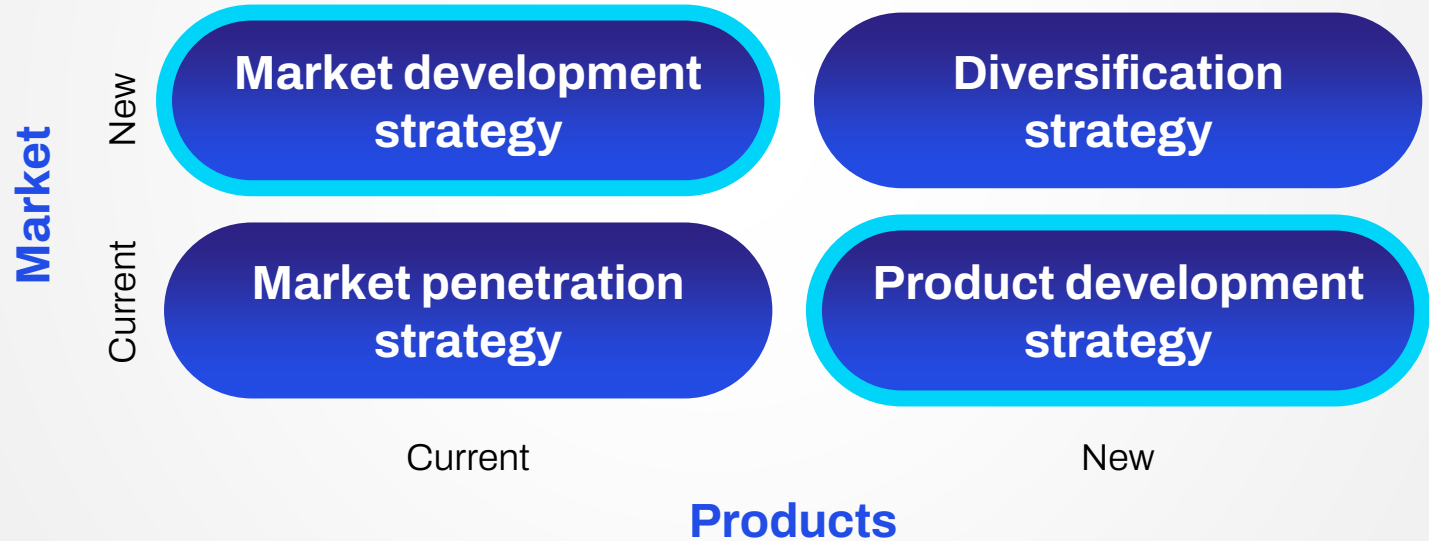 Market
New
Market development
strategy
Diversification
strategy
Current
Market penetration
strategy
Product development
strategy
Current
New
Products